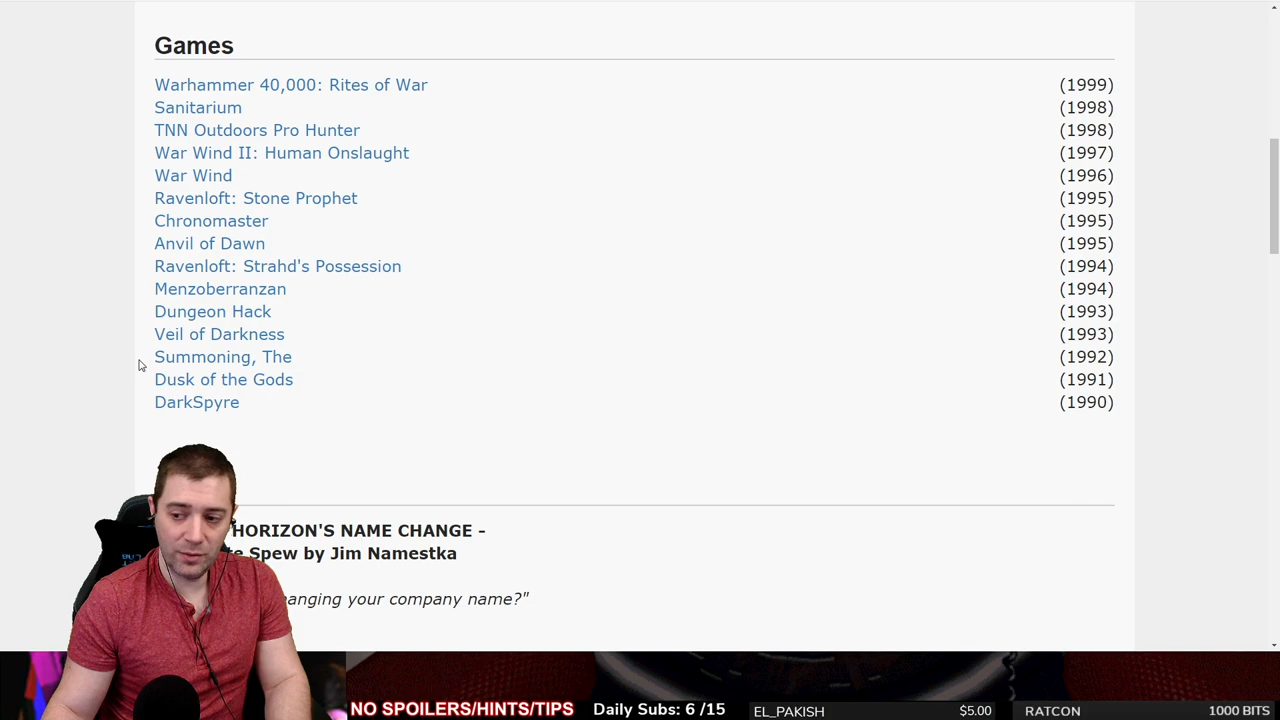 Games
Warhammer 40,000: Rites of War (1999)
Sanitarium (1998)
TNN Outdoors Pro Hunter (1998)
War Wind II: Human Onslaught (1997)
War Wind (1996)
Ravenloft: Stone Prophet (1995)
Chronomaster (1995)
Anvil of Dawn (1995)
Ravenloft: Strahd's Possession (1994)
Menzoberranzan (1994)
Dungeon Hack (1993)
Veil of Darkness (1993)
Summoning, The (1992)
Dusk of the Gods (1991)
DarkSpyre (1990)
HORIZON'S NAME CHANGE -
Spew by Jim Namestka
your company name?"
NO SPOILERS/HINTS/TIPS Daily Subs: 6 /15 EL_PAKISH $5.00 RATCON 1000 BITS